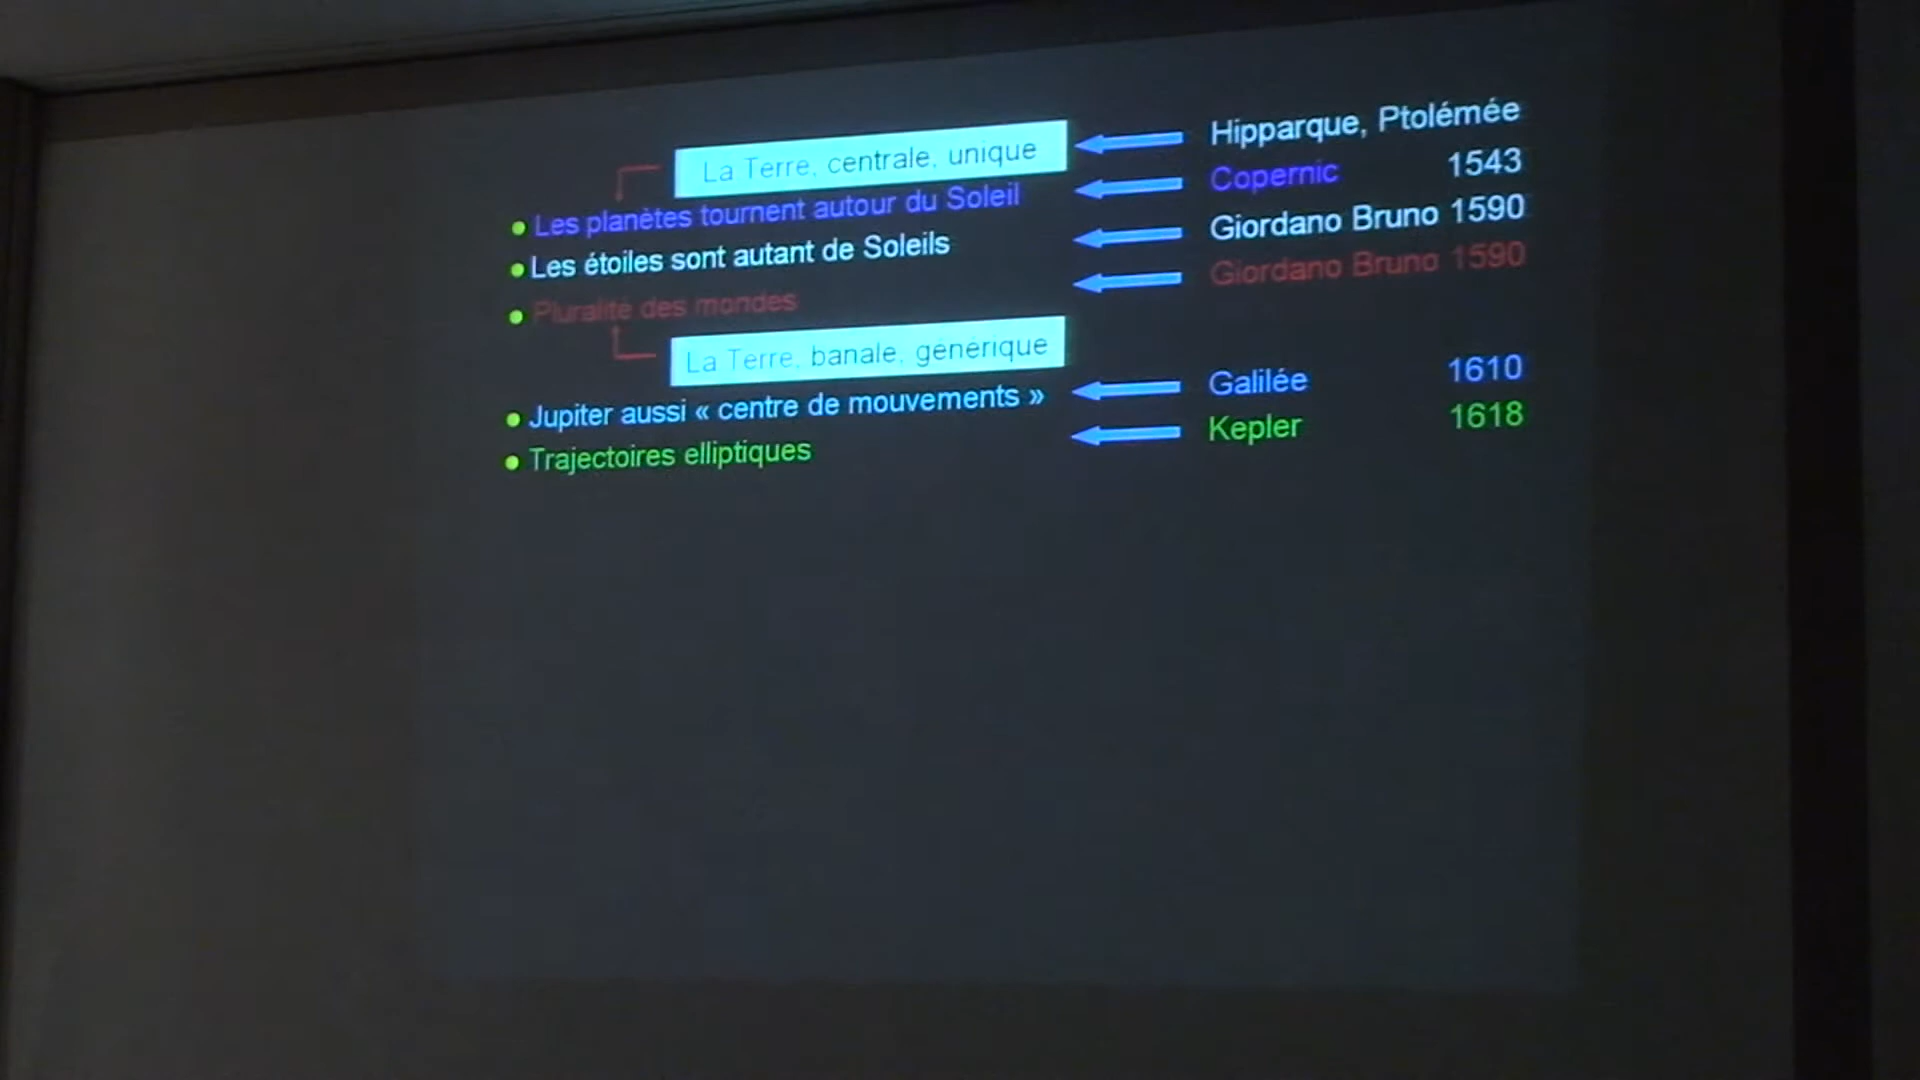 La Terre, centrale, unique Hipparque, Ptolémée
Les planètes tournent autour du Soleil Copernic 1543
Les étoiles sont autant de Soleils Giordano Bruno 1590
Pluralité des mondes Giordano Bruno 1590
La Terre, banale, générique
Jupiter aussi « centre de mouvements » Galilée 1610
Trajectoires elliptiques Kepler 1618